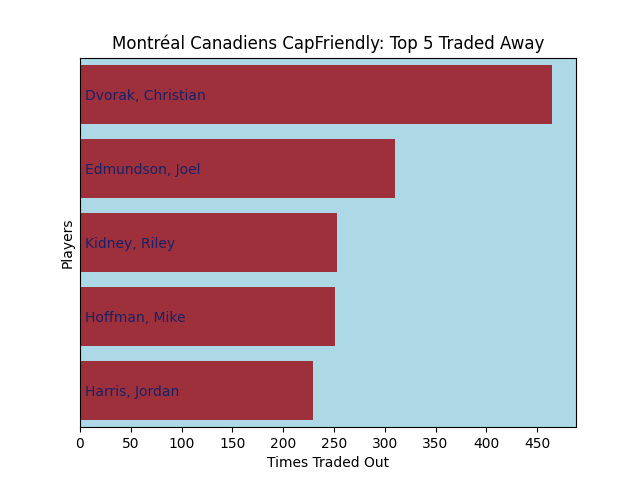 Montréal Canadiens CapFriendly: Top 5 Traded Away
Players
Dvorak, Christian
Edmundson, Joel
Kidney, Riley
Hoffman, Mike
Harris, Jordan
0 50 100 150 200 250 300 350 400 450
Times Traded Out